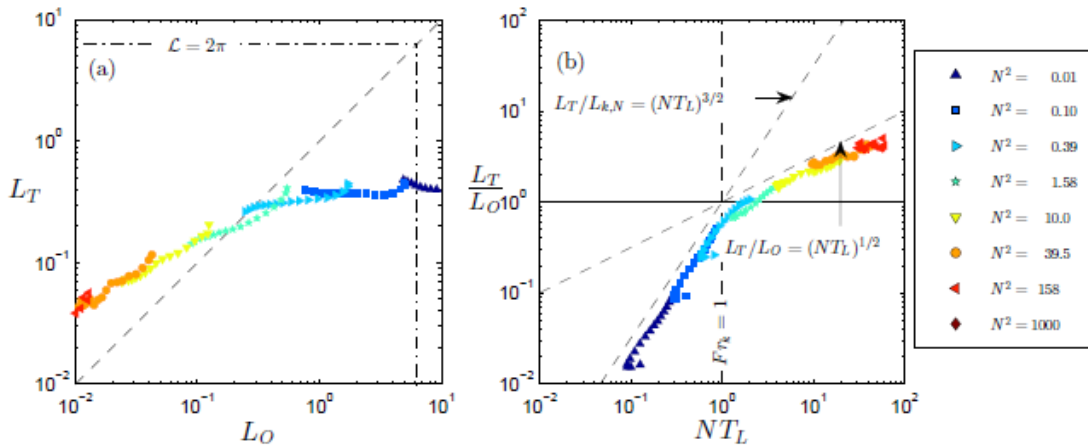 (a)
𝓛 = 2π
L_T
10^1
10^0
10^-1
10^-2
10^-2 10^-1 10^0 10^1
L_O
(b)
L_T/L_{k,N} = (NT_L)^{3/2}
L_T/L_O = (NT_L)^{1/2}
Fr_k = 1
L_T
L_O
10^2
10^1
10^0
10^-1
10^-2
10^-2 10^-1 10^0 10^1 10^2
NT_L
N^2 = 0.01
N^2 = 0.10
N^2 = 0.39
N^2 = 1.58
N^2 = 10.0
N^2 = 39.5
N^2 = 158
N^2 = 1000